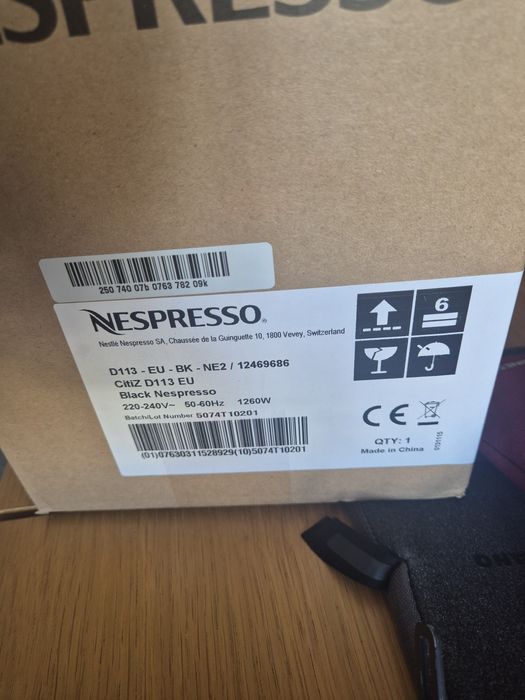 NESPRESSO
250 740 07b 0763 782 09k
NESPRESSO®
Nestlé Nespresso SA, Chaussée de la Guinguette 10, 1800 Vevey, Switzerland
D113 - EU - BK - NE2 / 12469686
CitiZ D113 EU
Black Nespresso
220-240V~ 50-60Hz 1260W
Batch/Lot Number 5074T10201
(01)07630311528929(10)5074T10201
6
CE
QTY: 1
Made in China